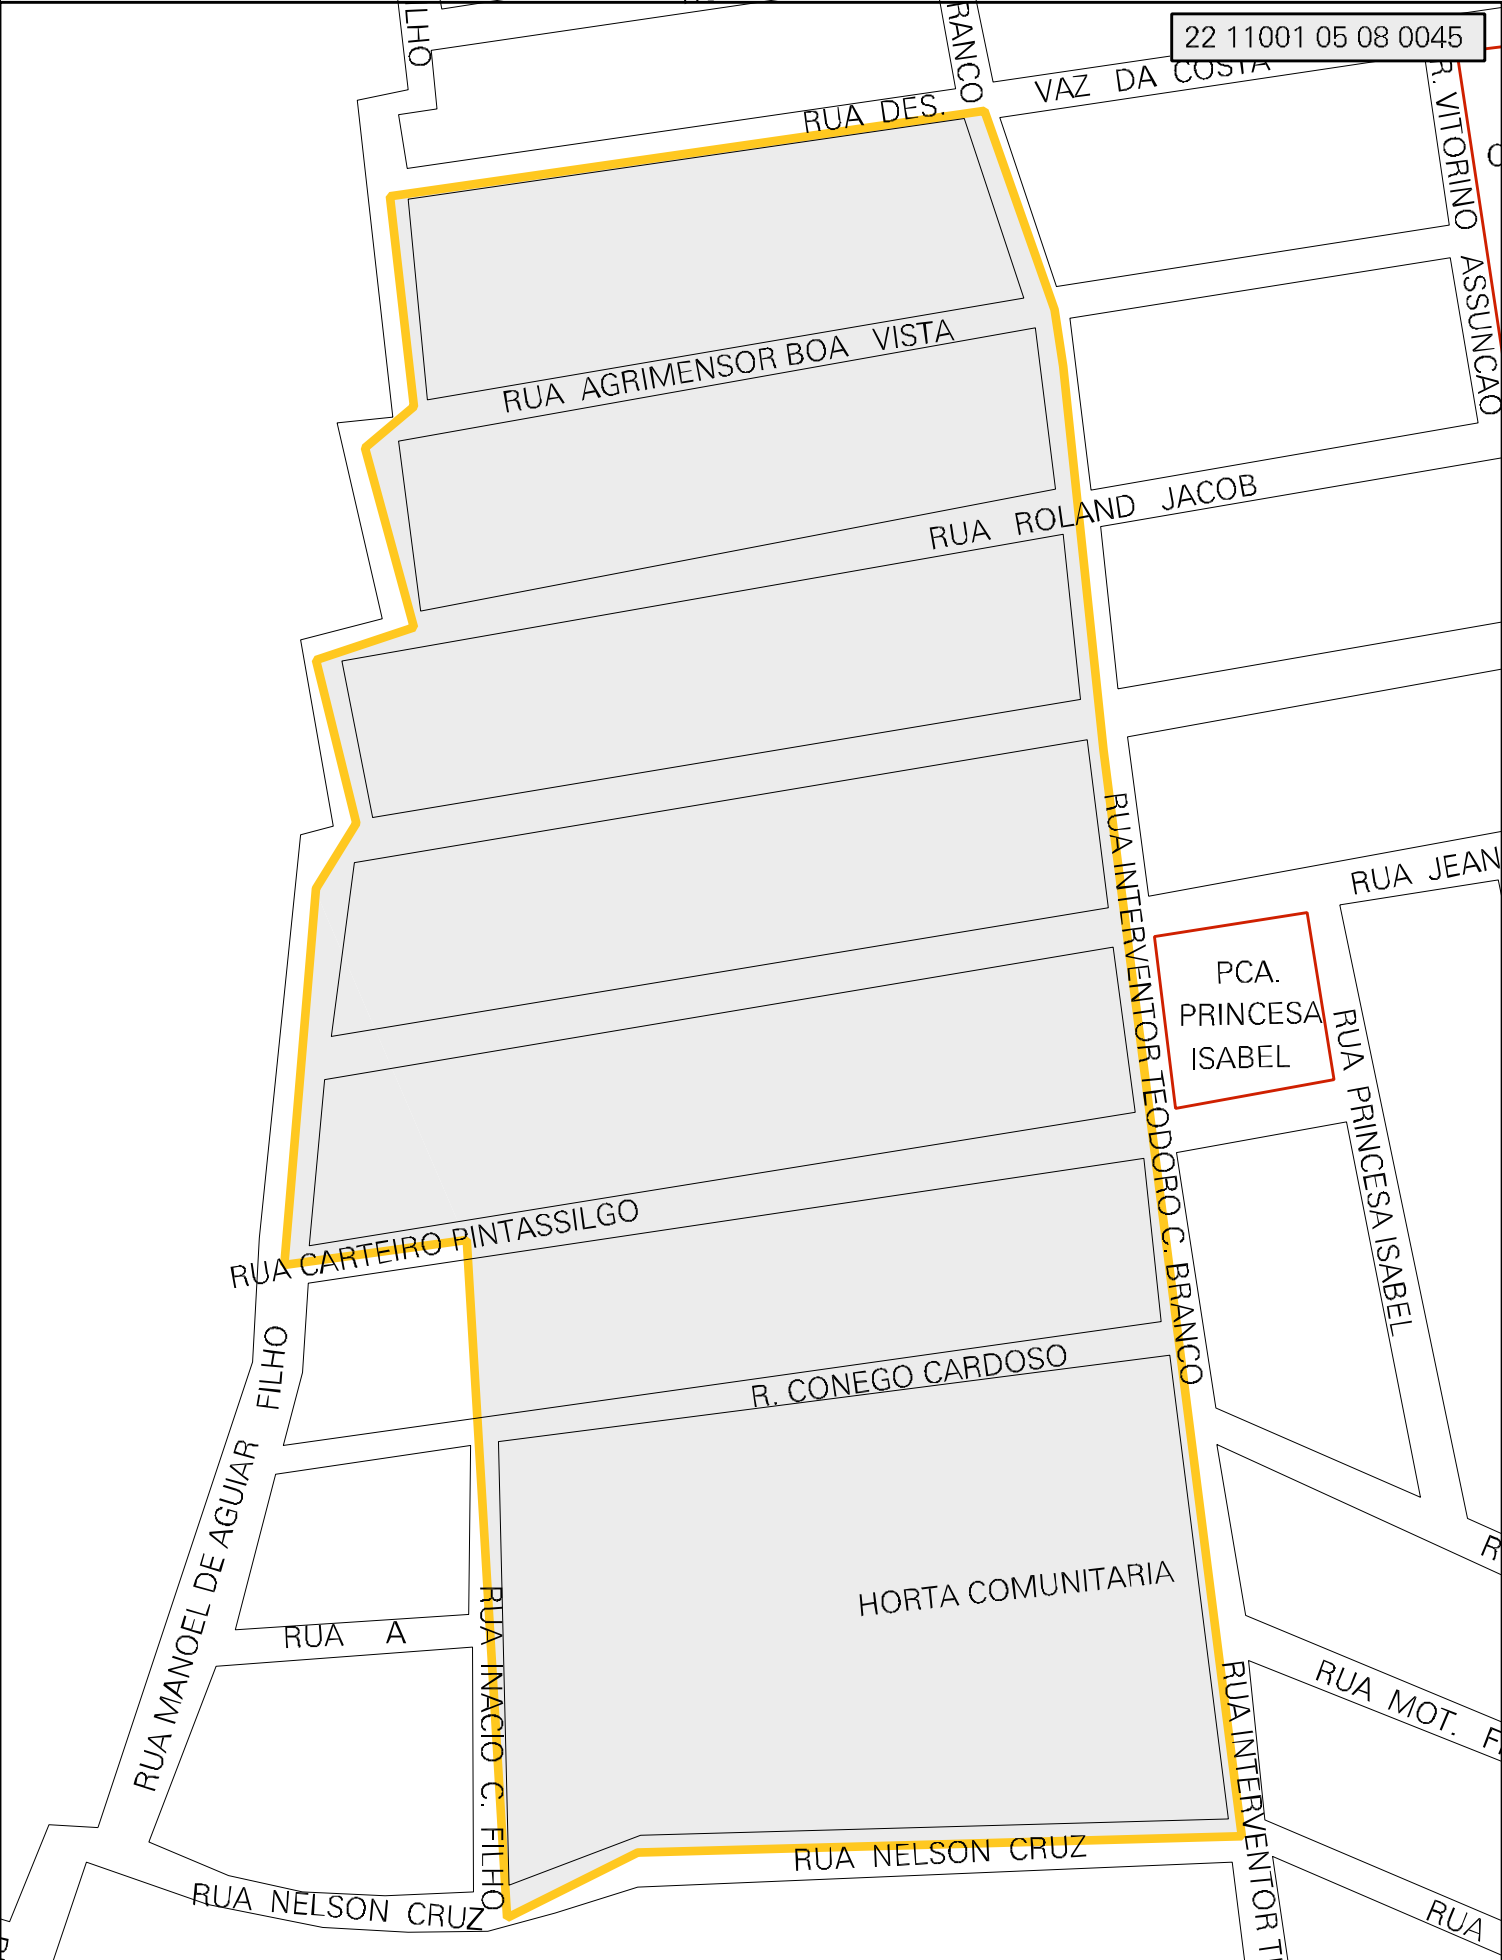 22 11001 05 08 0045
LHO
RANCO
RUA DES.
VAZ DA COSTA
R. VITORINO
ASSUNCAO
RUA AGRIMENSOR BOA VISTA
RUA ROLAND JACOB
RUA INTERVENTOR TEODORO C. BRANCO
RUA JEAN
PCA.
PRINCESA
ISABEL
RUA PRINCESA ISABEL
RUA CARTEIRO PINTASSILGO
RUA MANOEL DE AGUIAR FILHO
R. CONEGO CARDOSO
HORTA COMUNITARIA
RUA A
RUA INACIO C. FILHO
RUA INTERVENTOR T
RUA MOT. F
RUA NELSON CRUZ
RUA NELSON CRUZ
RUA